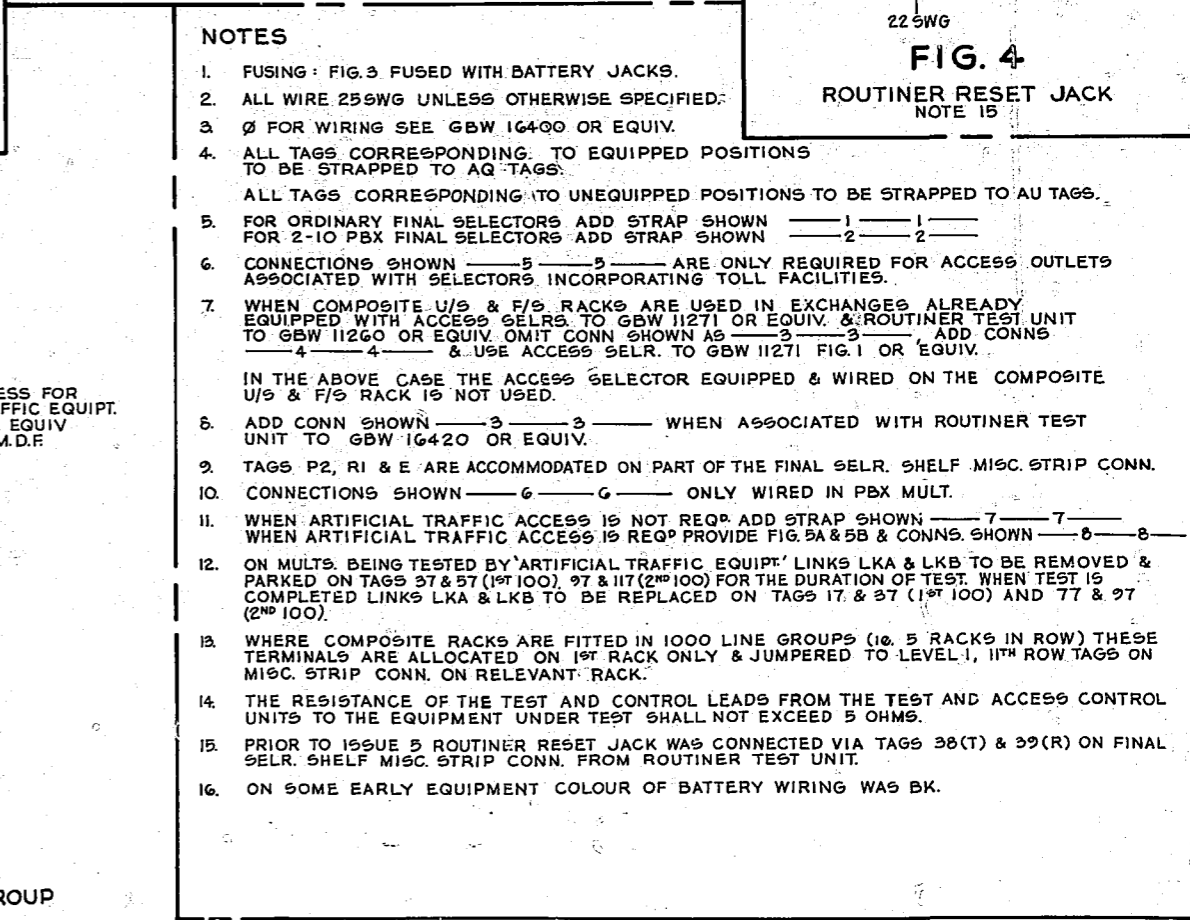 22 SWG
FIG. 4
ROUTINER RESET JACK
NOTE 15
NOTES
1. FUSING : FIG. 3 FUSED WITH BATTERY JACKS.
2. ALL WIRE 25SWG UNLESS OTHERWISE SPECIFIED.
3. Ø FOR WIRING SEE GBW 16400 OR EQUIV.
4. ALL TAGS CORRESPONDING TO EQUIPPED POSITIONS
TO BE STRAPPED TO AQ TAGS.
ALL TAGS CORRESPONDING TO UNEQUIPPED POSITIONS TO BE STRAPPED TO AU TAGS.
5. FOR ORDINARY FINAL SELECTORS ADD STRAP SHOWN ——1——1——
FOR 2-10 PBX FINAL SELECTORS ADD STRAP SHOWN ——2——2——
6. CONNECTIONS SHOWN ——5——5—— ARE ONLY REQUIRED FOR ACCESS OUTLETS
ASSOCIATED WITH SELECTORS INCORPORATING TOLL FACILITIES.
7. WHEN COMPOSITE U/S & F/S RACKS ARE USED IN EXCHANGES ALREADY
EQUIPPED WITH ACCESS SELRS. TO GBW 11271 OR EQUIV. & ROUTINER TEST UNIT
TO GBW 11260 OR EQUIV. OMIT CONN SHOWN AS ——3——3——, ADD CONNS
——4——4—— & USE ACCESS SELR. TO GBW 11271 FIG. 1 OR EQUIV.
IN THE ABOVE CASE THE ACCESS SELECTOR EQUIPPED & WIRED ON THE COMPOSITE
U/S & F/S RACK IS NOT USED.
8. ADD CONN SHOWN ——3——3—— WHEN ASSOCIATED WITH ROUTINER TEST
UNIT TO GBW 16420 OR EQUIV.
9. TAGS P2, R1 & E ARE ACCOMMODATED ON PART OF THE FINAL SELR. SHELF MISC. STRIP CONN.
10. CONNECTIONS SHOWN ——6——6—— ONLY WIRED IN PBX MULT.
11. WHEN ARTIFICIAL TRAFFIC ACCESS IS NOT REQD. ADD STRAP SHOWN ——7——7——
WHEN ARTIFICIAL TRAFFIC ACCESS IS REQD PROVIDE FIG. 5A & 5B & CONNS. SHOWN ——8——8——
12. ON MULTS. BEING TESTED BY 'ARTIFICIAL TRAFFIC EQUIPT.' LINKS LKA & LKB TO BE REMOVED &
PARKED ON TAGS 37 & 57 (1ST 100), 97 & 117 (2ND 100) FOR THE DURATION OF TEST. WHEN TEST IS
COMPLETED LINKS LKA & LKB TO BE REPLACED ON TAGS 17 & 37 (1ST 100) AND 77 & 97
(2ND 100).
13. WHERE COMPOSITE RACKS ARE FITTED IN 1000 LINE GROUPS (ie. 5 RACKS IN ROW) THESE
TERMINALS ARE ALLOCATED ON 1ST RACK ONLY & JUMPERED TO LEVEL 1, 11TH ROW TAGS ON
MISC. STRIP CONN. ON RELEVANT RACK.
14. THE RESISTANCE OF THE TEST AND CONTROL LEADS FROM THE TEST AND ACCESS CONTROL
UNITS TO THE EQUIPMENT UNDER TEST SHALL NOT EXCEED 5 OHMS.
15. PRIOR TO ISSUE 5 ROUTINER RESET JACK WAS CONNECTED VIA TAGS 38(T) & 39(R) ON FINAL
SELR. SHELF MISC. STRIP CONN. FROM ROUTINER TEST UNIT.
16. ON SOME EARLY EQUIPMENT COLOUR OF BATTERY WIRING WAS BK.
ESS FOR
FFIC EQUIPT.
EQUIV
M.D.F.
ROUP